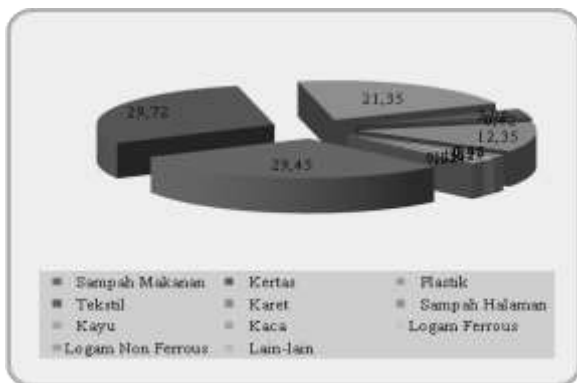 21,35
29,72
12,35
29,45
Sampah Makanan Kertas Plastik
Tekstil Karet Sampah Halaman
Kayu Kaca Logam Ferrous
Logam Non Ferrous Lain-lain